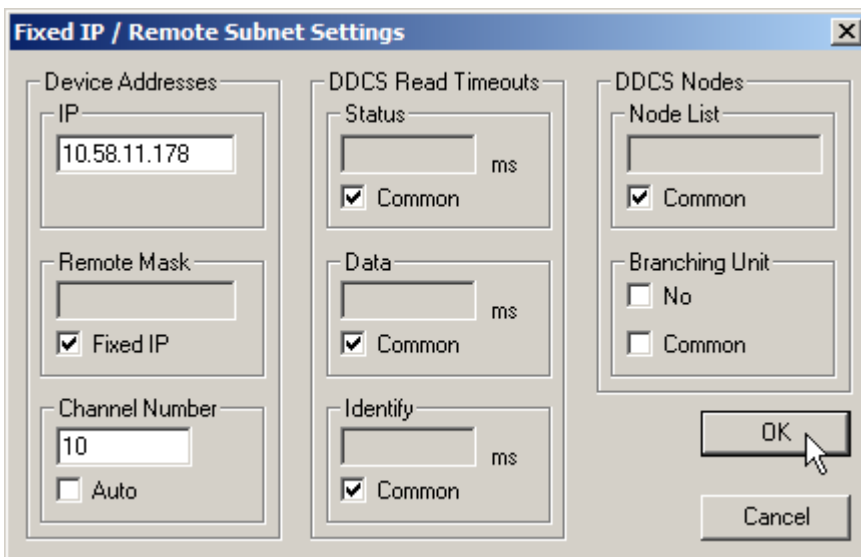 Fixed IP / Remote Subnet Settings
Device Addresses
IP
10.58.11.178
Remote Mask
Fixed IP
Channel Number
10
Auto
DDCS Read Timeouts
Status
ms
Common
Data
ms
Common
Identify
ms
Common
DDCS Nodes
Node List
Common
Branching Unit
No
Common
OK
Cancel